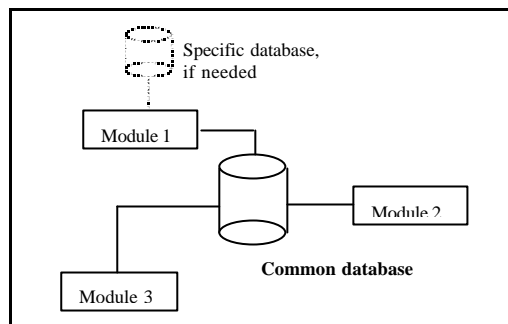 Specific database,
if needed
Module 1
Module 2
Common database
Module 3